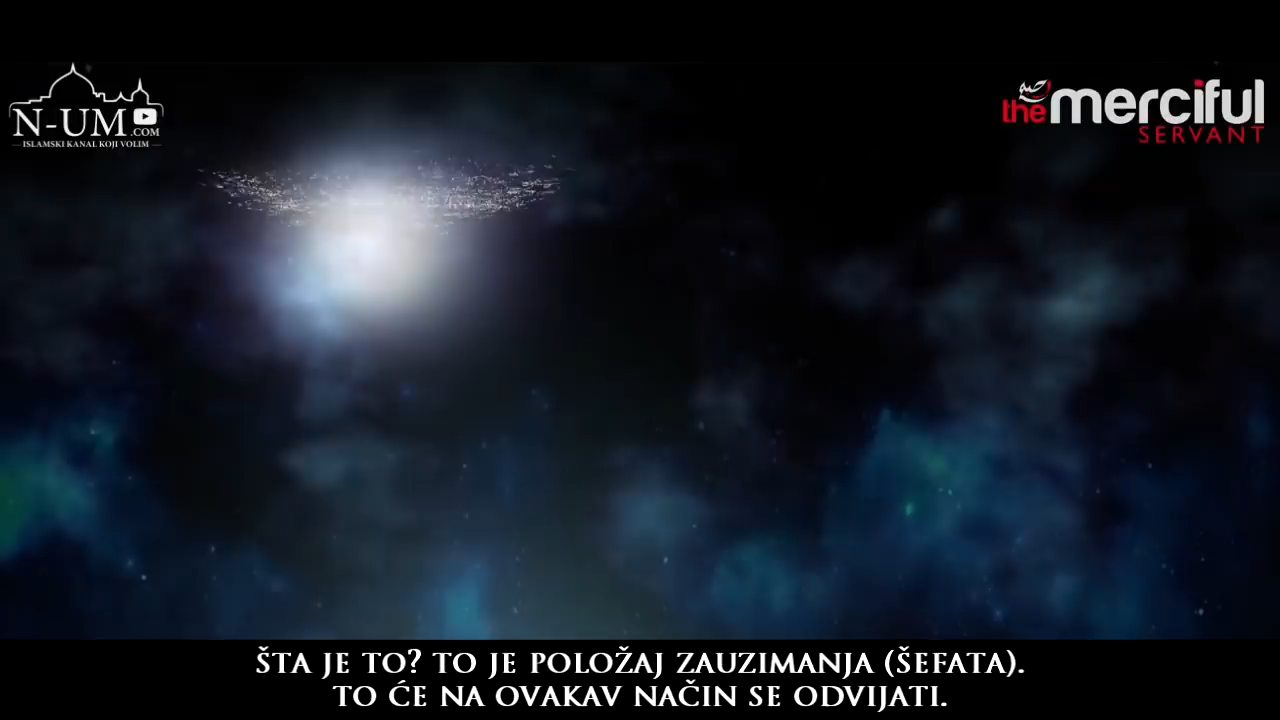 N-UM.COM
ISLAMSKI KANAL KOJI VOLIM
the merciful
SERVANT
ŠTA JE TO? TO JE POLOŽAJ ZAUZIMANJA (ŠEFATA).
TO ĆE NA OVAKAV NAČIN SE ODVIJATI.